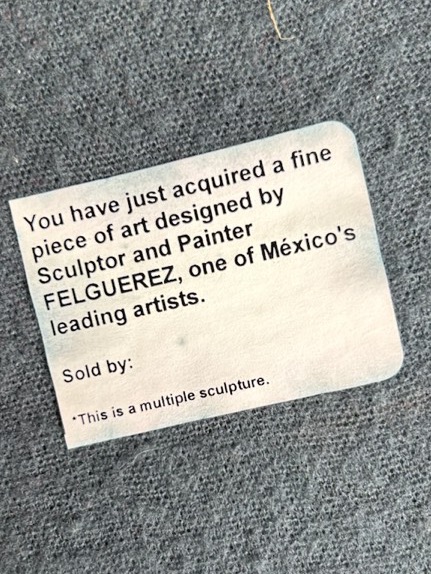 You have just acquired a fine
piece of art designed by
Sculptor and Painter
FELGUEREZ, one of México's
leading artists.
Sold by:
*This is a multiple sculpture.